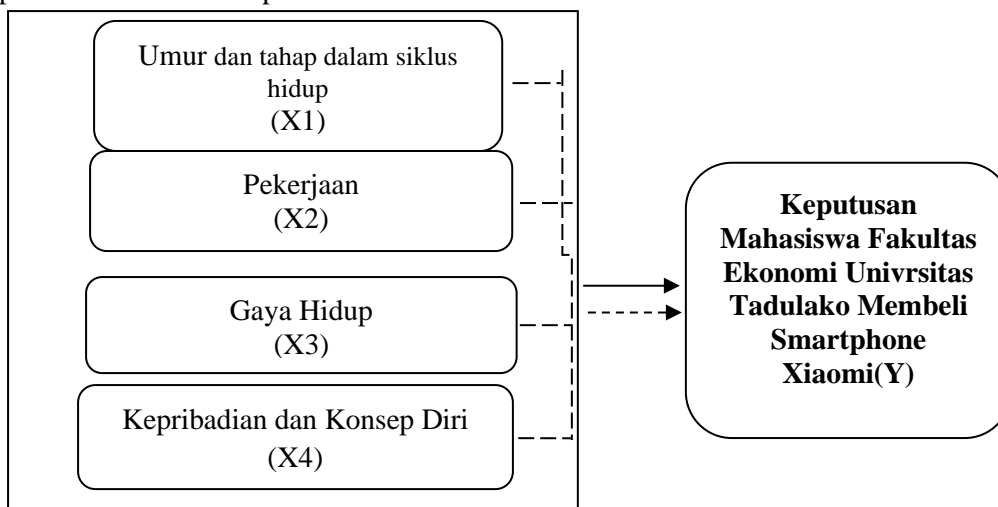 Umur dan tahap dalam siklus
hidup
(X1)
Pekerjaan
(X2)
Gaya Hidup
(X3)
Kepribadian dan Konsep Diri
(X4)
Keputusan
Mahasiswa Fakultas
Ekonomi Univrsitas
Tadulako Membeli
Smartphone
Xiaomi(Y)